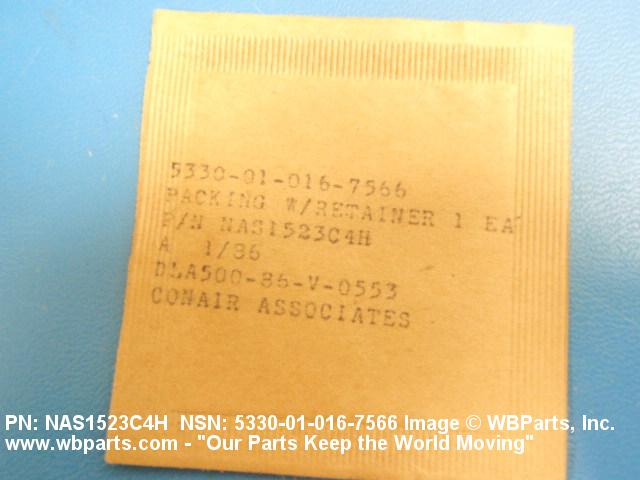 5330-01-016-7566
PACKING W/RETAINER 1 EA
P/N NAS1523C4H
A 1/86
DLA500-86-V-0553
CONAIR ASSOCIATES
PN: NAS1523C4H NSN: 5330-01-016-7566 Image © WBParts, Inc.
www.wbparts.com - "Our Parts Keep the World Moving"